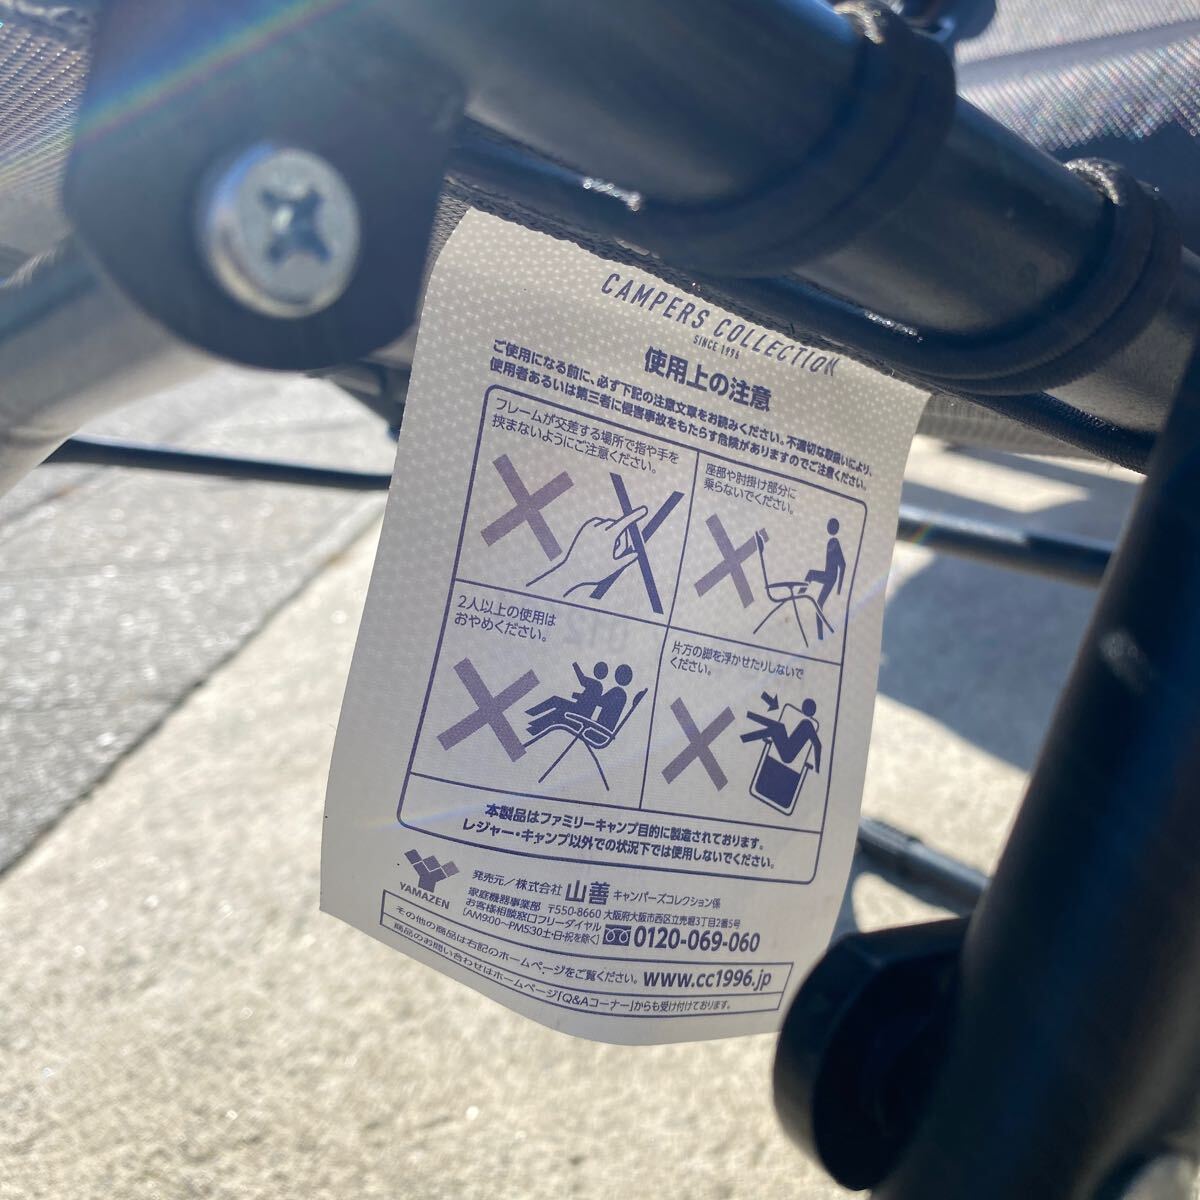 CAMPERS COLLECTION
SINCE 1996
使用上の注意
ご使用になる前に、必ず下記の注意文章をお読みください。不適切な取扱いにより、
使用者あるいは第三者に侵害事故をもたらす危険がありますのでご注意ください。
フレームが交差する場所で指や手を
挟まないようにご注意ください。
座部や肘掛け部分に
乗らないでください。
2人以上の使用は
おやめください。
片方の脚を浮かせたりしないで
ください。
本製品はファミリーキャンプ目的に製造されております。
レジャー・キャンプ以外での状況下では使用しないでください。
YAMAZEN
発売元／株式会社 山善 キャンパーズコレクション係
家庭機器事業部 〒550-8660 大阪府大阪市西区立売堀3丁目2番5号
お客様相談窓口フリーダイヤル
[AM9:00〜PM5:30土・日・祝を除く] 0120-069-060
その他の商品は右記のホームページをご覧ください。 www.cc1996.jp
商品のお問い合わせはホームページ「Q&Aコーナー」からも受け付けております。